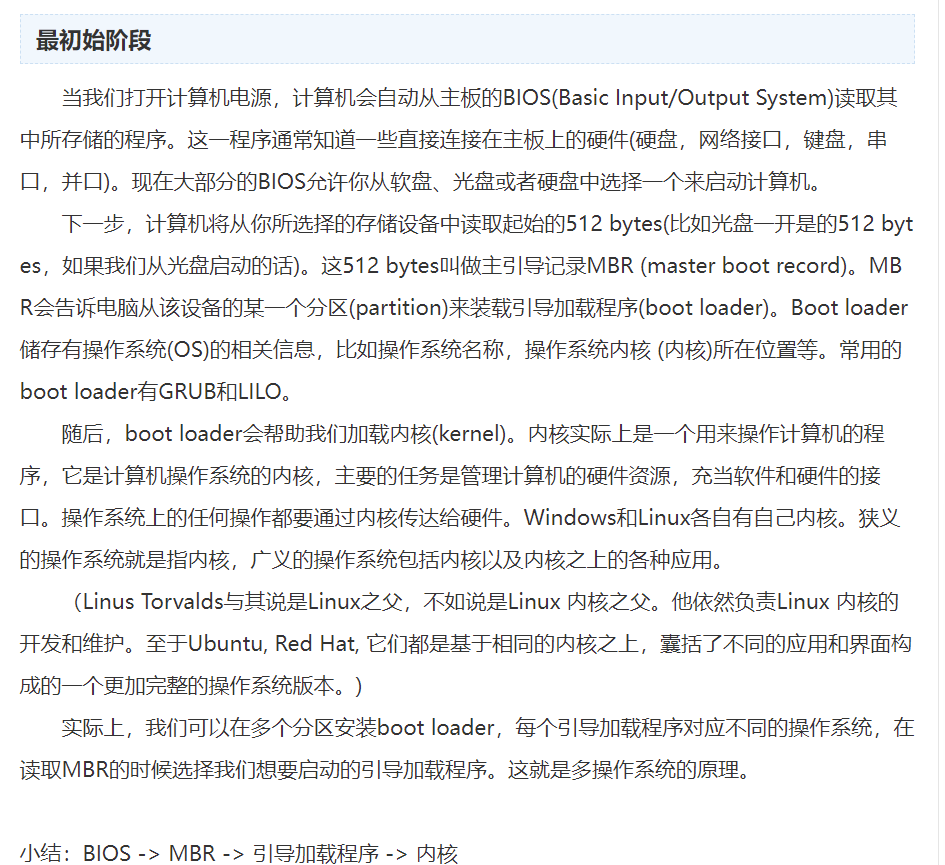 最初始阶段
当我们打开计算机电源，计算机会自动从主板的BIOS(Basic Input/Output System)读取其
中所存储的程序。这一程序通常知道一些直接连接在主板上的硬件(硬盘，网络接口，键盘，串
口，并口)。现在大部分的BIOS允许你从软盘、光盘或者硬盘中选择一个来启动计算机。
下一步，计算机将从你所选择的存储设备中读取起始的512 bytes(比如光盘一开是的512 byt
es，如果我们从光盘启动的话)。这512 bytes叫做主引导记录MBR (master boot record)。MB
R会告诉电脑从该设备的某一个分区(partition)来装载引导加载程序(boot loader)。Boot loader
储存有操作系统(OS)的相关信息，比如操作系统名称，操作系统内核 (内核)所在位置等。常用的
boot loader有GRUB和LILO。
随后，boot loader会帮助我们加载内核(kernel)。内核实际上是一个用来操作计算机的程
序，它是计算机操作系统的内核，主要的任务是管理计算机的硬件资源，充当软件和硬件的接
口。操作系统上的任何操作都要通过内核传达给硬件。Windows和Linux各自有自己内核。狭义
的操作系统就是指内核，广义的操作系统包括内核以及内核之上的各种应用。
（Linus Torvalds与其说是Linux之父，不如说是Linux 内核之父。他依然负责Linux 内核的
开发和维护。至于Ubuntu, Red Hat, 它们都是基于相同的内核之上，囊括了不同的应用和界面构
成的一个更加完整的操作系统版本。)
实际上，我们可以在多个分区安装boot loader，每个引导加载程序对应不同的操作系统，在
读取MBR的时候选择我们想要启动的引导加载程序。这就是多操作系统的原理。
小结：BIOS -> MBR -> 引导加载程序 -> 内核